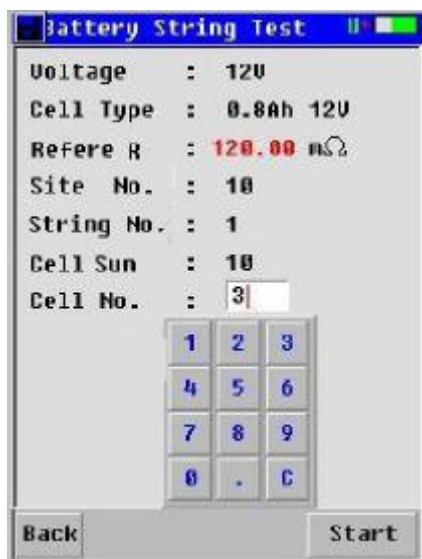 Battery String Test
Voltage : 12V
Cell Type : 0.8Ah 12V
Refere R : 120.00 mΩ
Site No. : 10
String No. : 1
Cell Sun : 10
Cell No. : 3
1 2 3
4 5 6
7 8 9
0 . C
Back Start